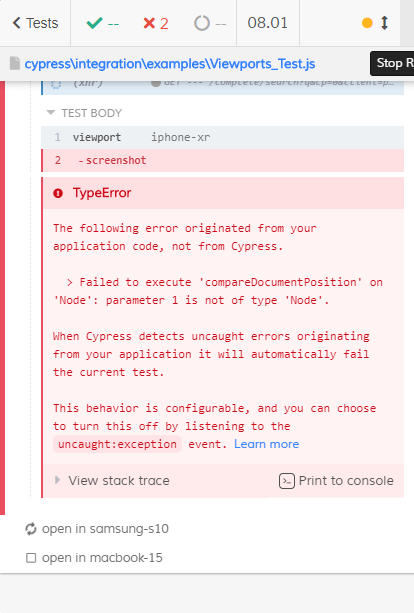 < Tests ✓ -- ✕ 2 -- 08.01
cypress\integration\examples\Viewports_Test.js Stop R
(xhr) GET ---
TEST BODY
1 viewport iphone-xr
2 -screenshot
TypeError
The following error originated from your
application code, not from Cypress.
> Failed to execute 'compareDocumentPosition' on
'Node': parameter 1 is not of type 'Node'.
When Cypress detects uncaught errors originating
from your application it will automatically fail
the current test.
This behavior is configurable, and you can choose
to turn this off by listening to the
uncaught:exception event. Learn more
View stack trace >_ Print to console
open in samsung-s10
open in macbook-15